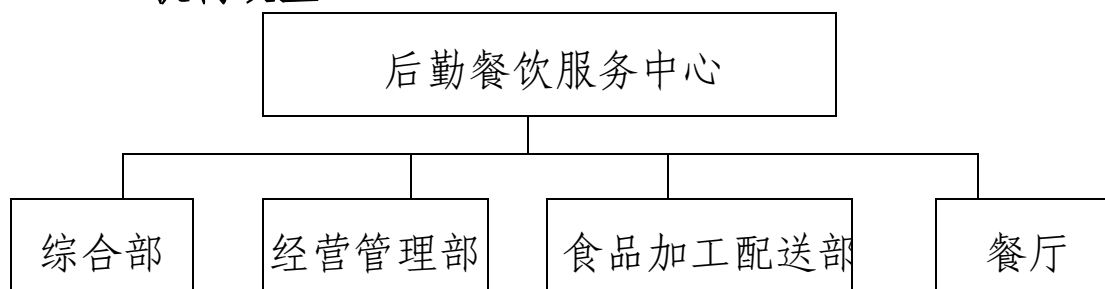 后勤餐饮服务中心
综合部
经营管理部
食品加工配送部
餐厅